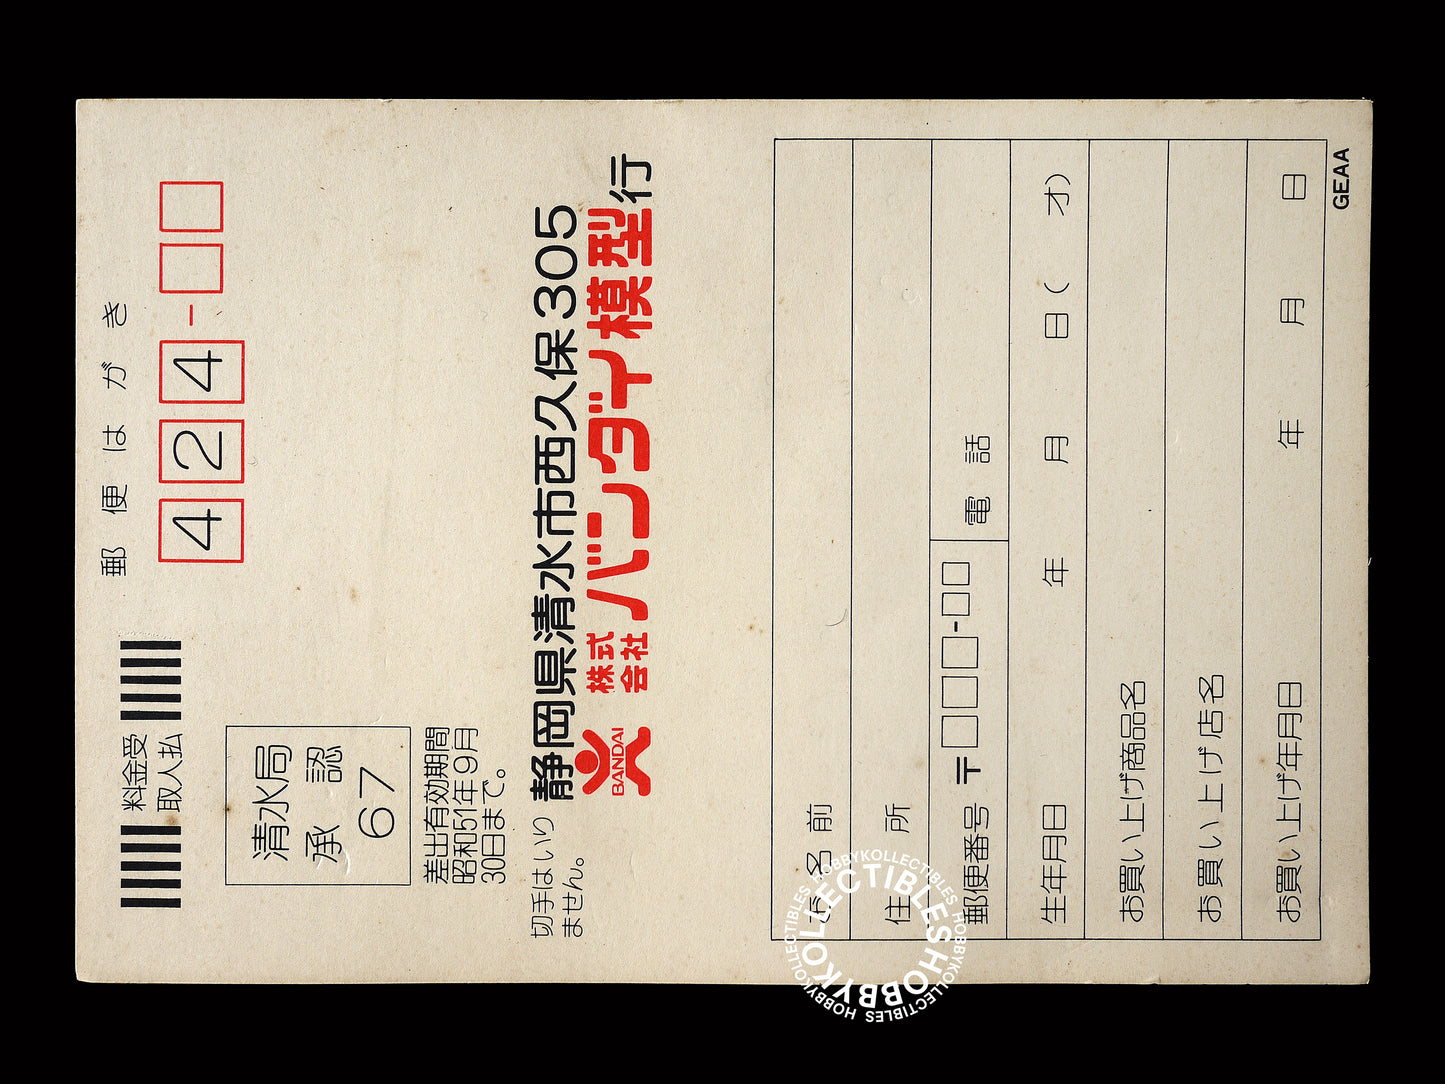 郵便はがき
424-
料金受
取人払
清水局
承認
67
差出有効期間
昭和51年9月
30日まで。
切手はいり
ません。
静岡県清水市西久保305
BANDAI
株式会社バンダイ模型行
お名前
住所
郵便番号 〒 - 電話
生年月日 年 月 日( 才)
お買い上げ商品名
お買い上げ店名
お買い上げ年月日 年 月 日
GEAA
HOBBYKOLLECTIBLES HOBBYKOLLECTIBLES HOBBYKOLLECTIBLES HOBBYKOLLECTIBLES
HOBBYKOLLECTIBLES